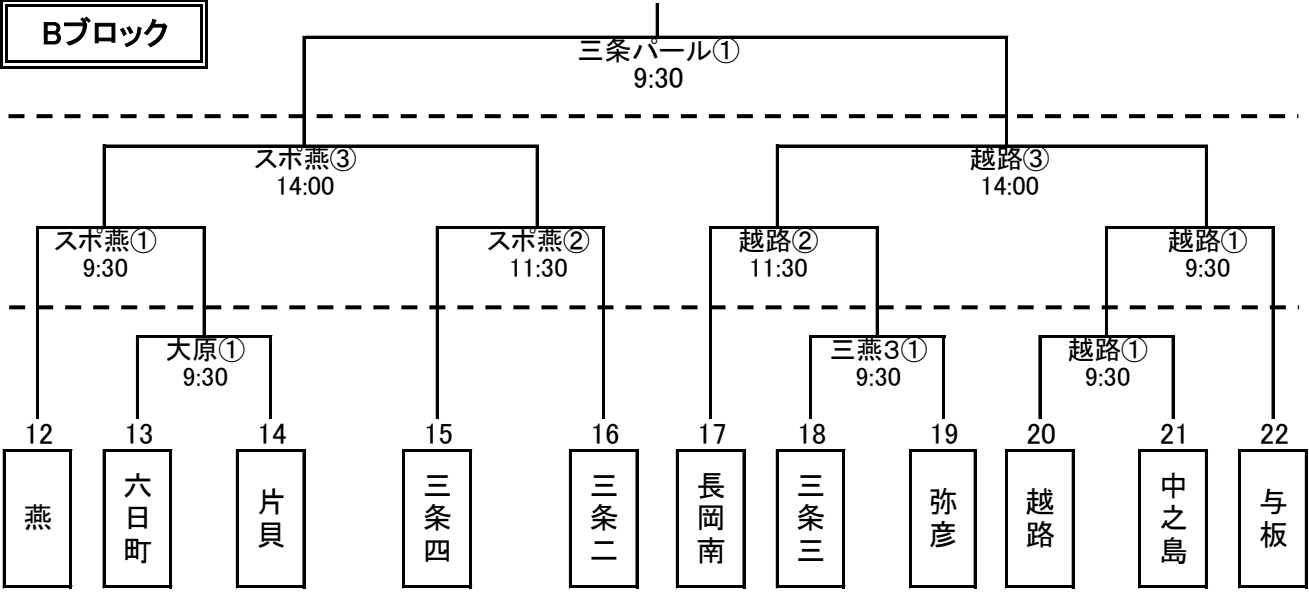 Bブロック
三条パール①
9:30
スポ燕③
14:00
越路③
14:00
スポ燕①
9:30
スポ燕②
11:30
越路②
11:30
越路①
9:30
大原①
9:30
三燕3①
9:30
越路①
9:30
12
13
14
15
16
17
18
19
20
21
22
燕
六日町
片貝
三条四
三条二
長岡南
三条三
弥彦
越路
中之島
与板